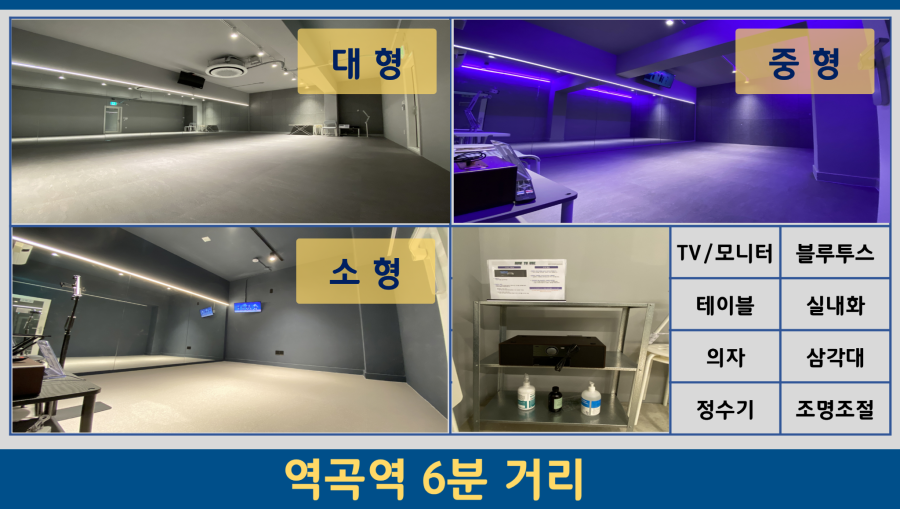 대 형
중 형
소 형
TV/모니터
블루투스
테이블
실내화
의자
삼각대
정수기
조명조절
역곡역 6분 거리